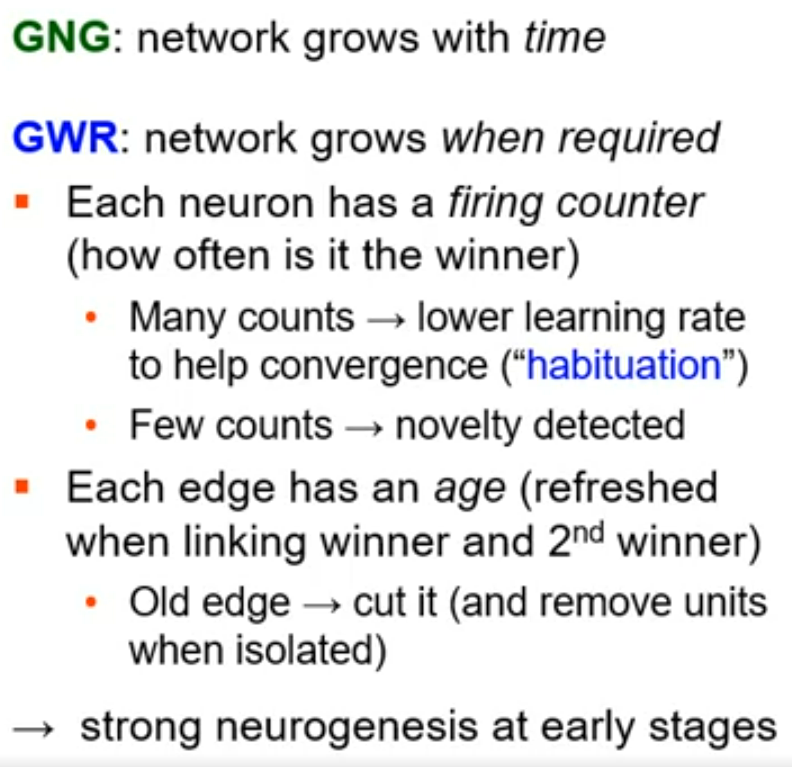 GNG: network grows with time
GWR: network grows when required
▪ Each neuron has a firing counter
(how often is it the winner)
• Many counts → lower learning rate
to help convergence (“habituation”)
• Few counts → novelty detected
▪ Each edge has an age (refreshed
when linking winner and 2nd winner)
• Old edge → cut it (and remove units
when isolated)
→ strong neurogenesis at early stages